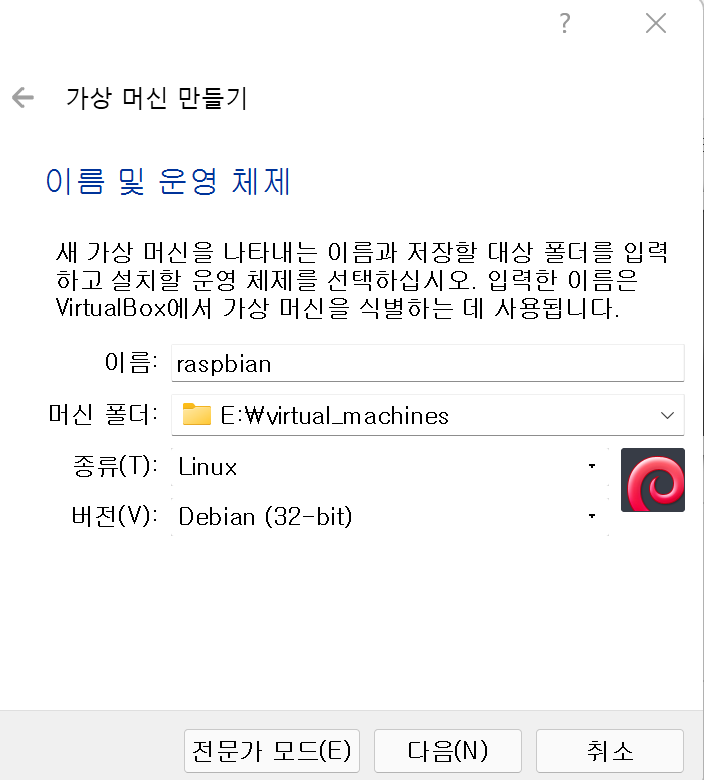 ?
가상 머신 만들기
이름 및 운영 체제
새 가상 머신을 나타내는 이름과 저장할 대상 폴더를 입력
하고 설치할 운영 체제를 선택하십시오. 입력한 이름은
VirtualBox에서 가상 머신을 식별하는 데 사용됩니다.
이름: raspbian
머신 폴더: E:₩virtual_machines
종류(T): Linux
버전(V): Debian (32-bit)
전문가 모드(E) 다음(N) 취소